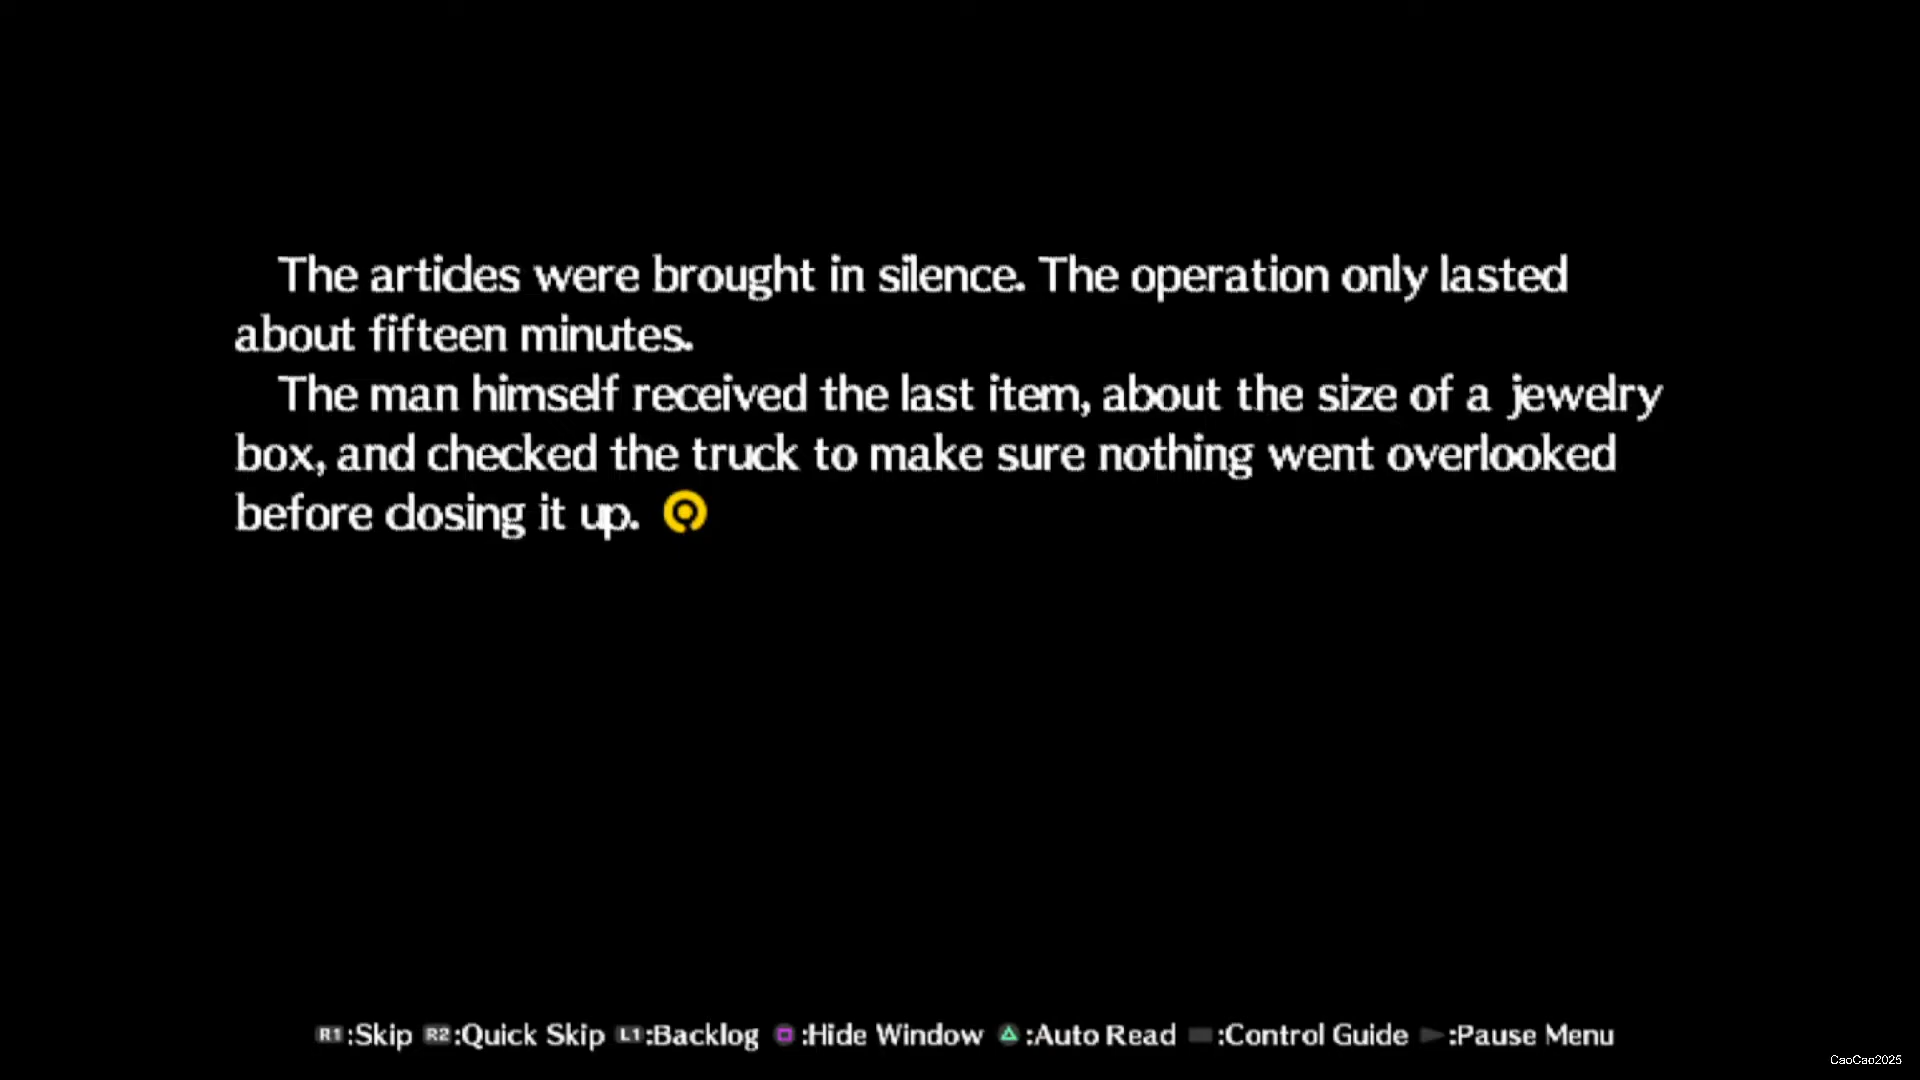 The articles were brought in silence. The operation only lasted
about fifteen minutes.
The man himself received the last item, about the size of a jewelry
box, and checked the truck to make sure nothing went overlooked
before closing it up.
R1:Skip R2:Quick Skip L1:Backlog :Hide Window :Auto Read :Control Guide :Pause Menu
CaoCao2025